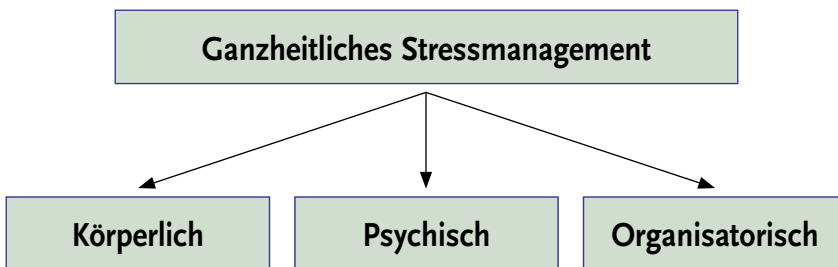 Ganzheitliches Stressmanagement
Körperlich
Psychisch
Organisatorisch